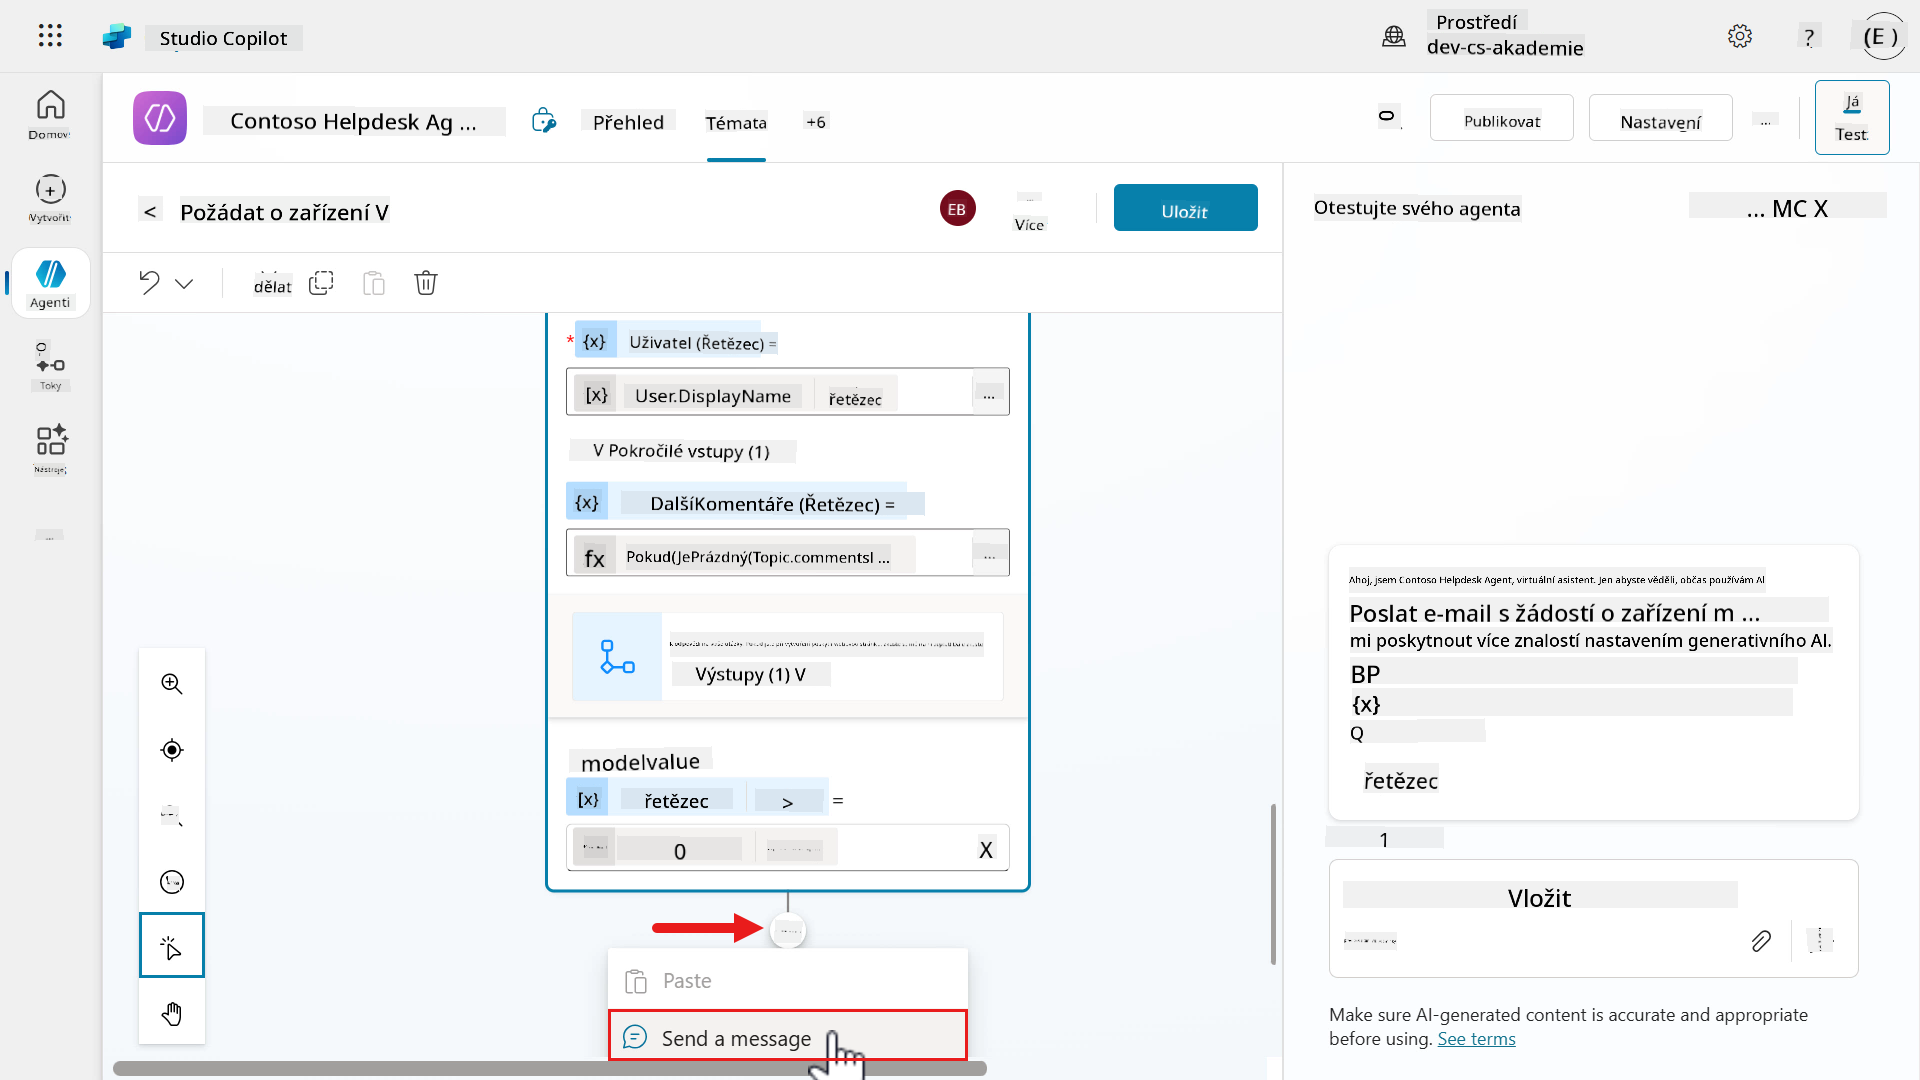 Studio Copilot
Prostředí
dev-cs-akademie
?
(E )
Domov
Vytvořit
Agenti
Toky
Nástroje
...
Contoso Helpdesk Ag ...
Přehled
Témata
+6
Publikovat
Nastavení
...
Já
Test
< Požádat o zařízení V
EB
...
Více
Uložit
Otestujte svého agenta
... MC X
dělat
* {x} Uživatel (Řetězec) =
[x} User.DisplayName řetězec ...
V Pokročilé vstupy (1)
{x} DalšíKomentáře (Řetězec) =
fx Pokud(JePrázdný(Topic.commentsl ... ...
Výstupy (1) V
modelvalue
[x} řetězec > =
0 X
Paste
Send a message
Ahoj, jsem Contoso Helpdesk Agent, virtuální asistent. Jen abyste věděli, občas používám AI
Poslat e-mail s žádostí o zařízení m ...
mi poskytnout více znalostí nastavením generativního AI.
BP
{x}
Q
řetězec
1
Vložit
Make sure AI-generated content is accurate and appropriate
before using. See terms